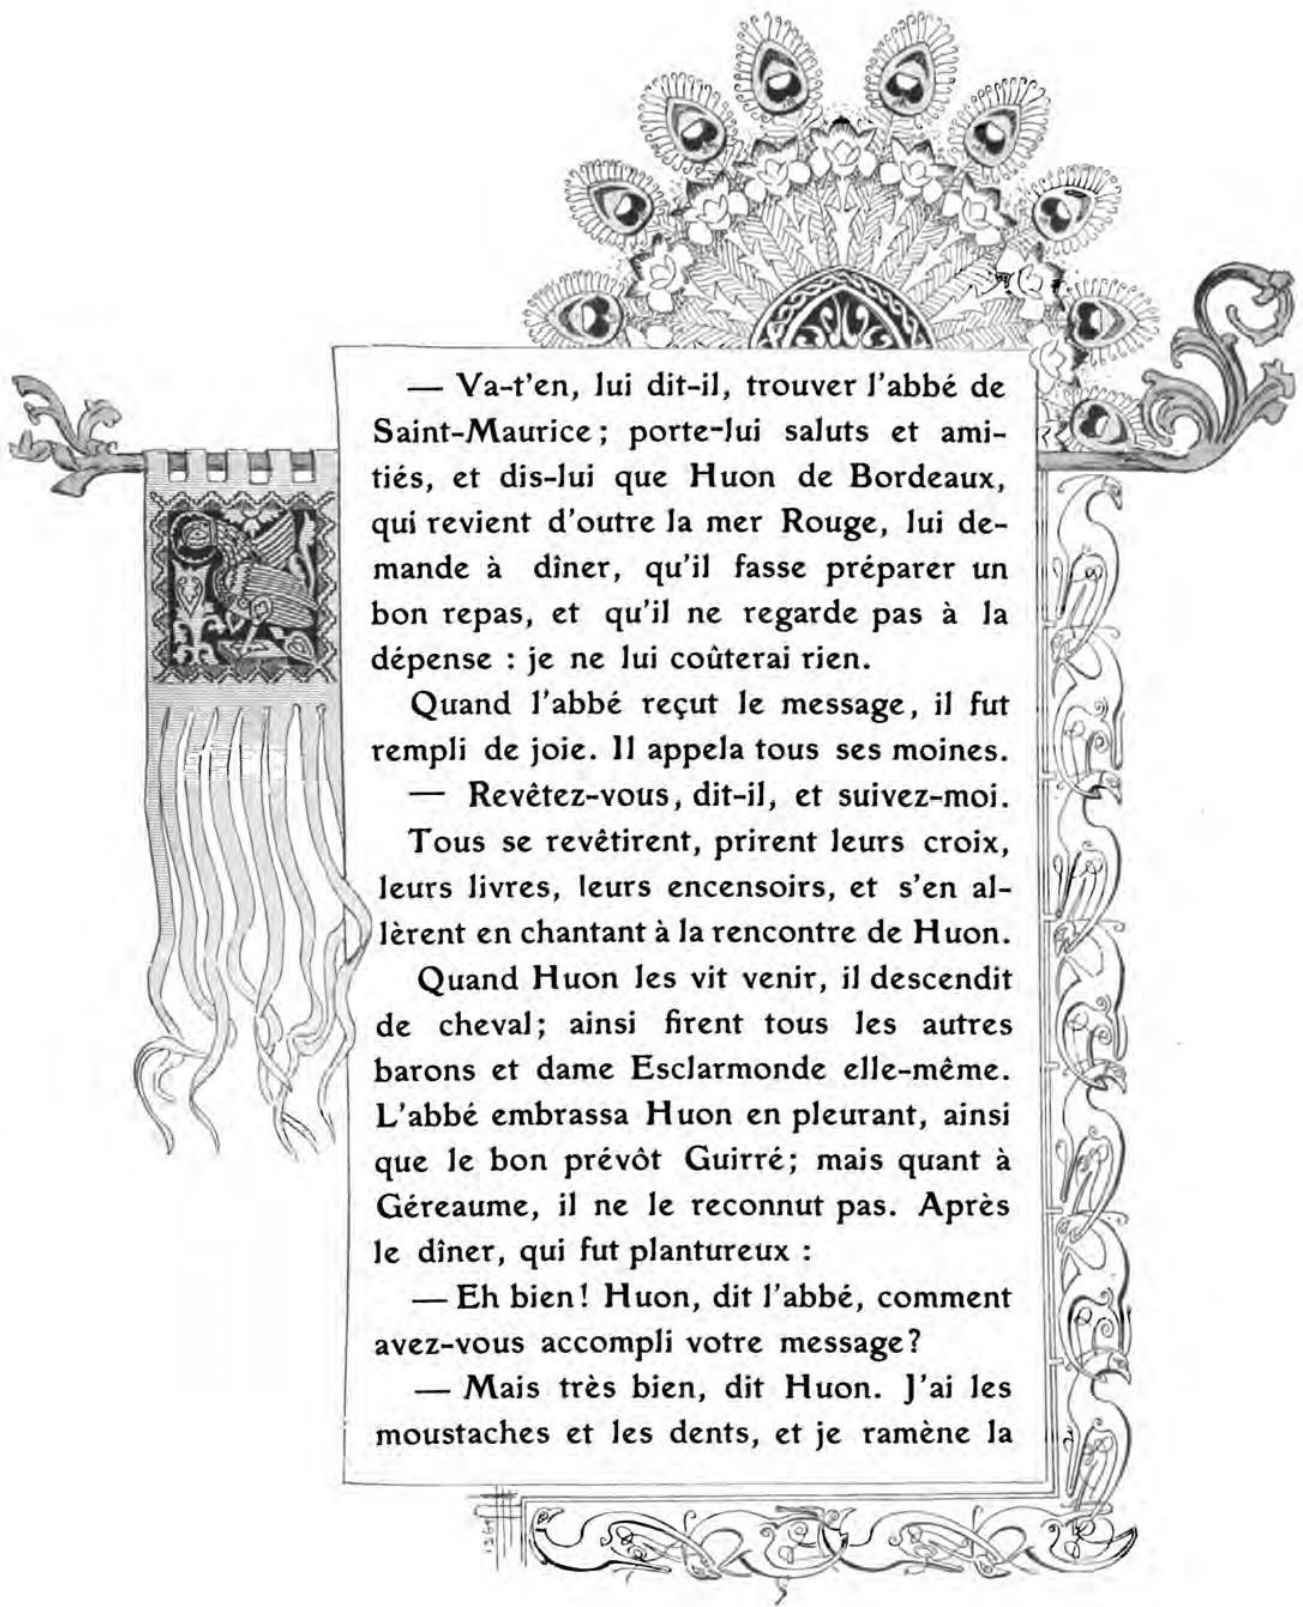 — Va-t'en, lui dit-il, trouver l'abbé de
Saint-Maurice; porte-lui saluts et ami-
tiés, et dis-lui que Huon de Bordeaux,
qui revient d'outre la mer Rouge, lui de-
mande à dîner, qu'il fasse préparer un
bon repas, et qu'il ne regarde pas à la
dépense : je ne lui coûterai rien.
Quand l'abbé reçut le message, il fut
rempli de joie. Il appela tous ses moines.
— Revêtez-vous, dit-il, et suivez-moi.
Tous se revêtirent, prirent leurs croix,
leurs livres, leurs encensoirs, et s'en al-
lèrent en chantant à la rencontre de Huon.
Quand Huon les vit venir, il descendit
de cheval; ainsi firent tous les autres
barons et dame Esclarmonde elle-même.
L'abbé embrassa Huon en pleurant, ainsi
que le bon prévôt Guirré; mais quant à
Géreaume, il ne le reconnut pas. Après
le dîner, qui fut plantureux :
— Eh bien! Huon, dit l'abbé, comment
avez-vous accompli votre message?
— Mais très bien, dit Huon. J'ai les
moustaches et les dents, et je ramène la